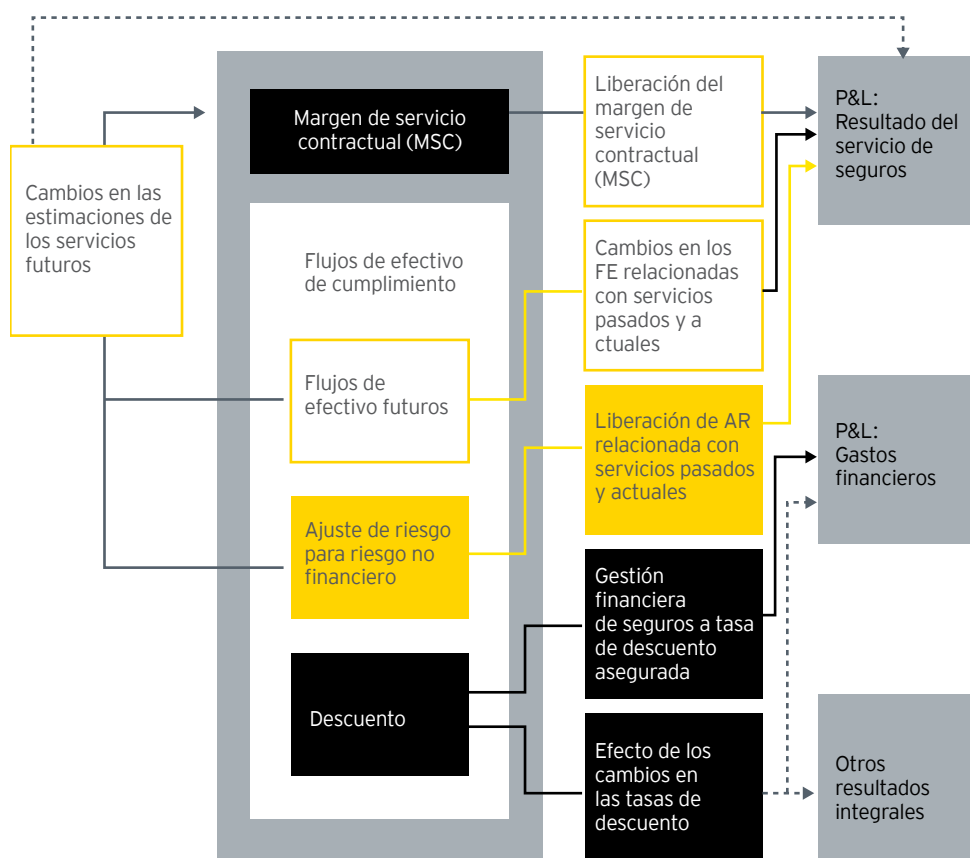 Cambios en las
estimaciones de
los servicios
futuros
Margen de servicio
contractual (MSC)
Flujos de efectivo
de cumplimiento
Flujos de
efectivo futuros
Ajuste de riesgo
para riesgo no
financiero
Descuento
Liberación del
margen de
servicio
contractual
(MSC)
Cambios en los
FE relacionadas
con servicios
pasados y a
ctuales
Liberación de AR
relacionada con
servicios pasados
y actuales
Gestión
financiera
de seguros a tasa
de descuento
asegurada
Efecto de los
cambios en
las tasas de
descuento
P&L:
Resultado del
servicio de
seguros
P&L:
Gastos
financieros
Otros
resultados
integrales